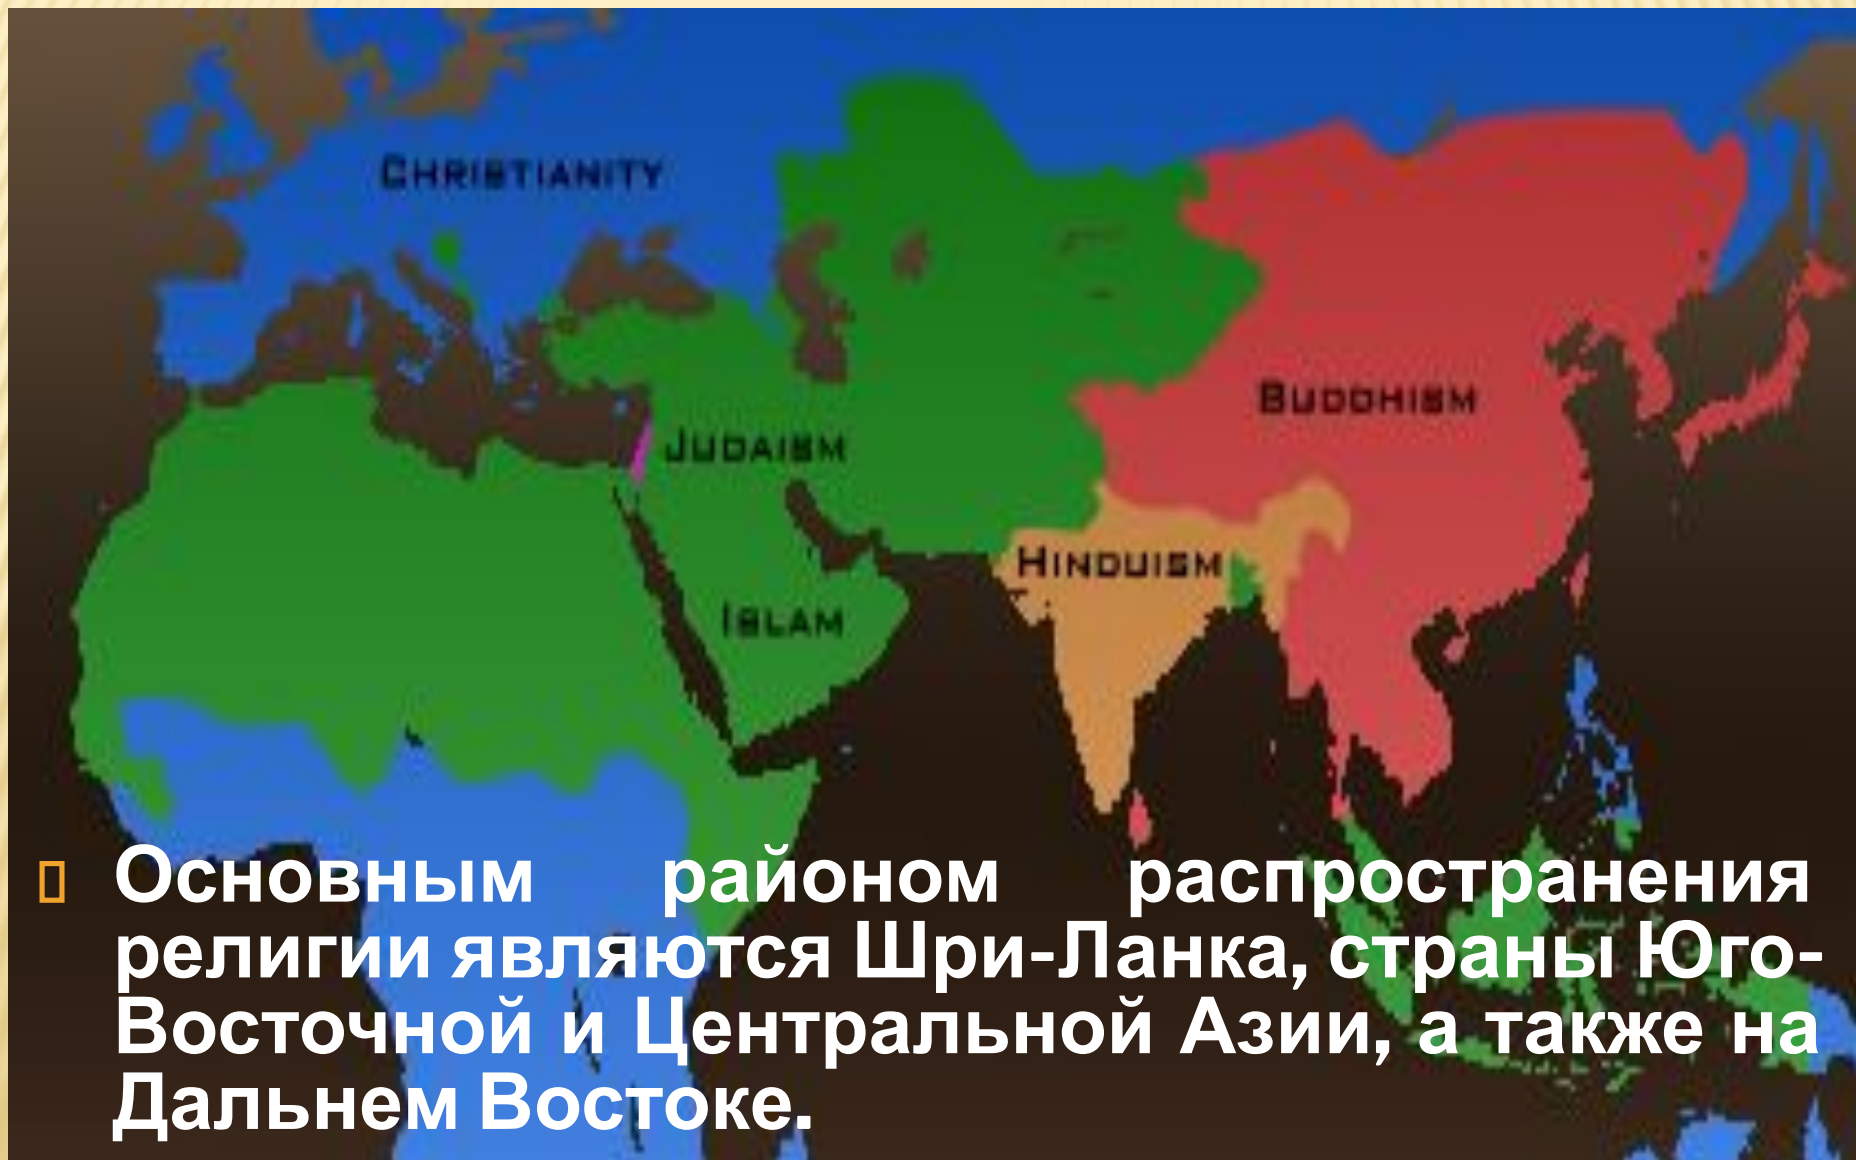 CHRISTIANITY
JUDAISM
BUDDHISM
HINDUISM
ISLAM
Основным районом распространения
религии являются Шри-Ланка, страны Юго-
Восточной и Центральной Азии, а также на
Дальнем Востоке.